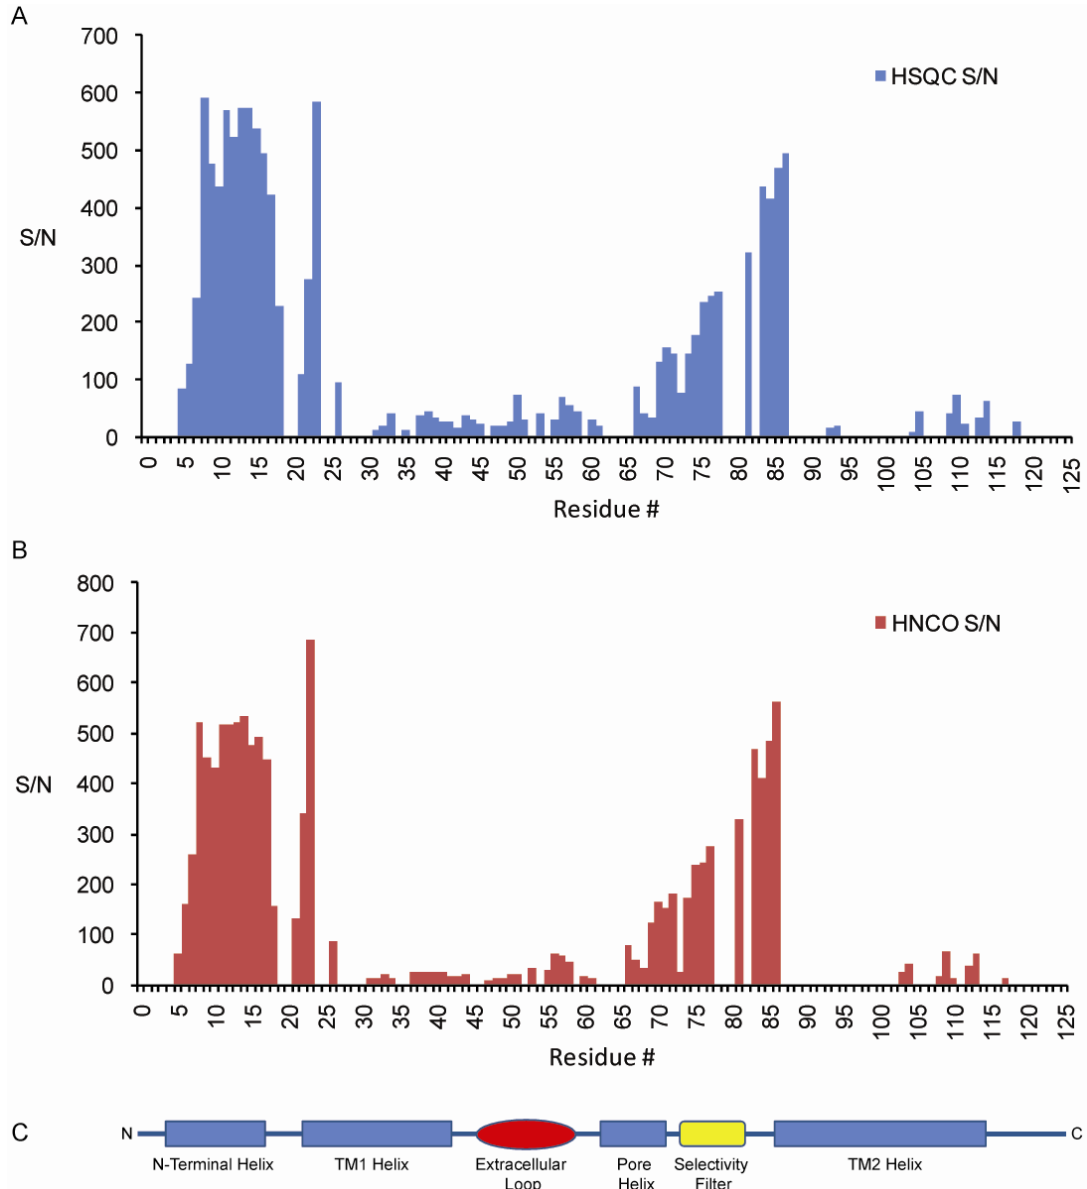 A
700
600
500
400
300
200
100
0
S/N
HSQC S/N
0 5 10 15 20 25 30 35 40 45 50 55 60 65 70 75 80 85 90 95 100 105 110 115 120 125
Residue #
B
800
700
600
500
400
300
200
100
0
S/N
HNCO S/N
0 5 10 15 20 25 30 35 40 45 50 55 60 65 70 75 80 85 90 95 100 105 110 115 120 125
Residue #
C
N
C
N-Terminal Helix
TM1 Helix
Extracellular
Loop
Pore
Helix
Selectivity
Filter
TM2 Helix